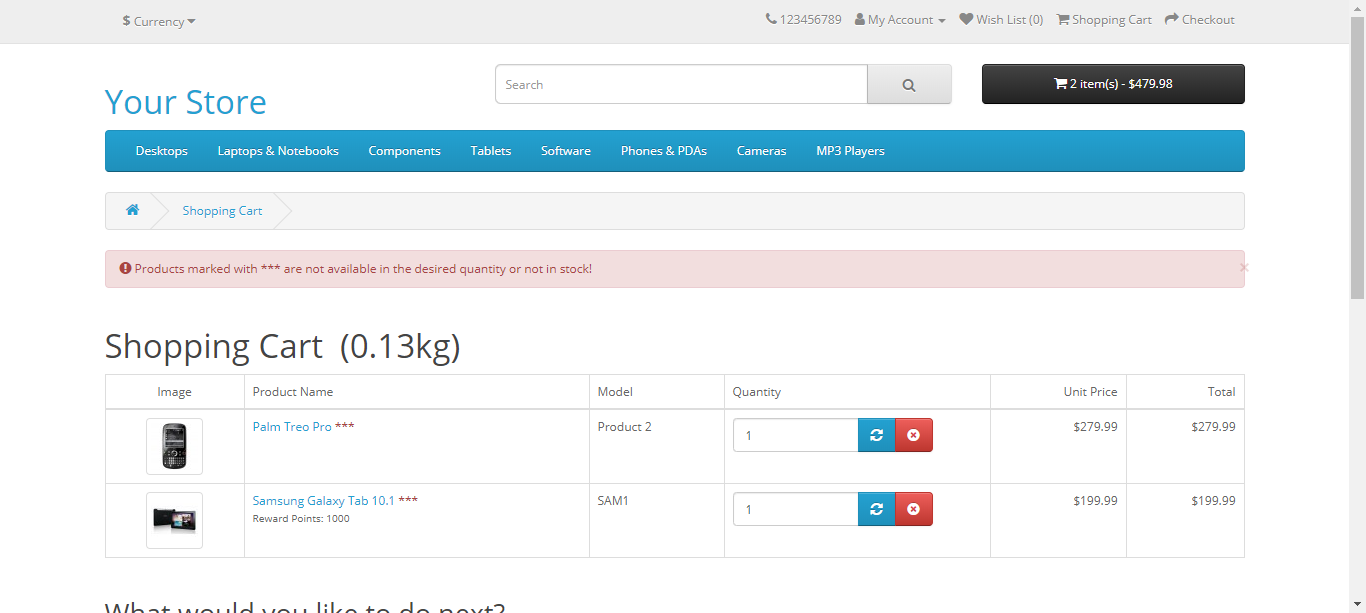 $ Currency
123456789 My Account Wish List (0) Shopping Cart Checkout
Your Store
Search
2 item(s) - $479.98
Desktops Laptops & Notebooks Components Tablets Software Phones & PDAs Cameras MP3 Players
Shopping Cart
Products marked with *** are not available in the desired quantity or not in stock!
×
Shopping Cart (0.13kg)
Image Product Name Model Quantity Unit Price Total
Palm Treo Pro *** Product 2 1 $279.99 $279.99
Samsung Galaxy Tab 10.1 *** SAM1 1 $199.99 $199.99
Reward Points: 1000
What would you like to do next?